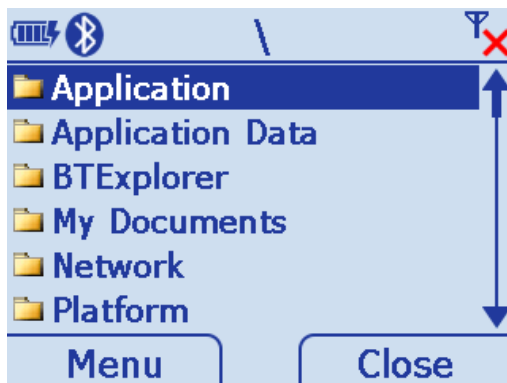 \
Application
Application Data
BTExplorer
My Documents
Network
Platform
Menu Close